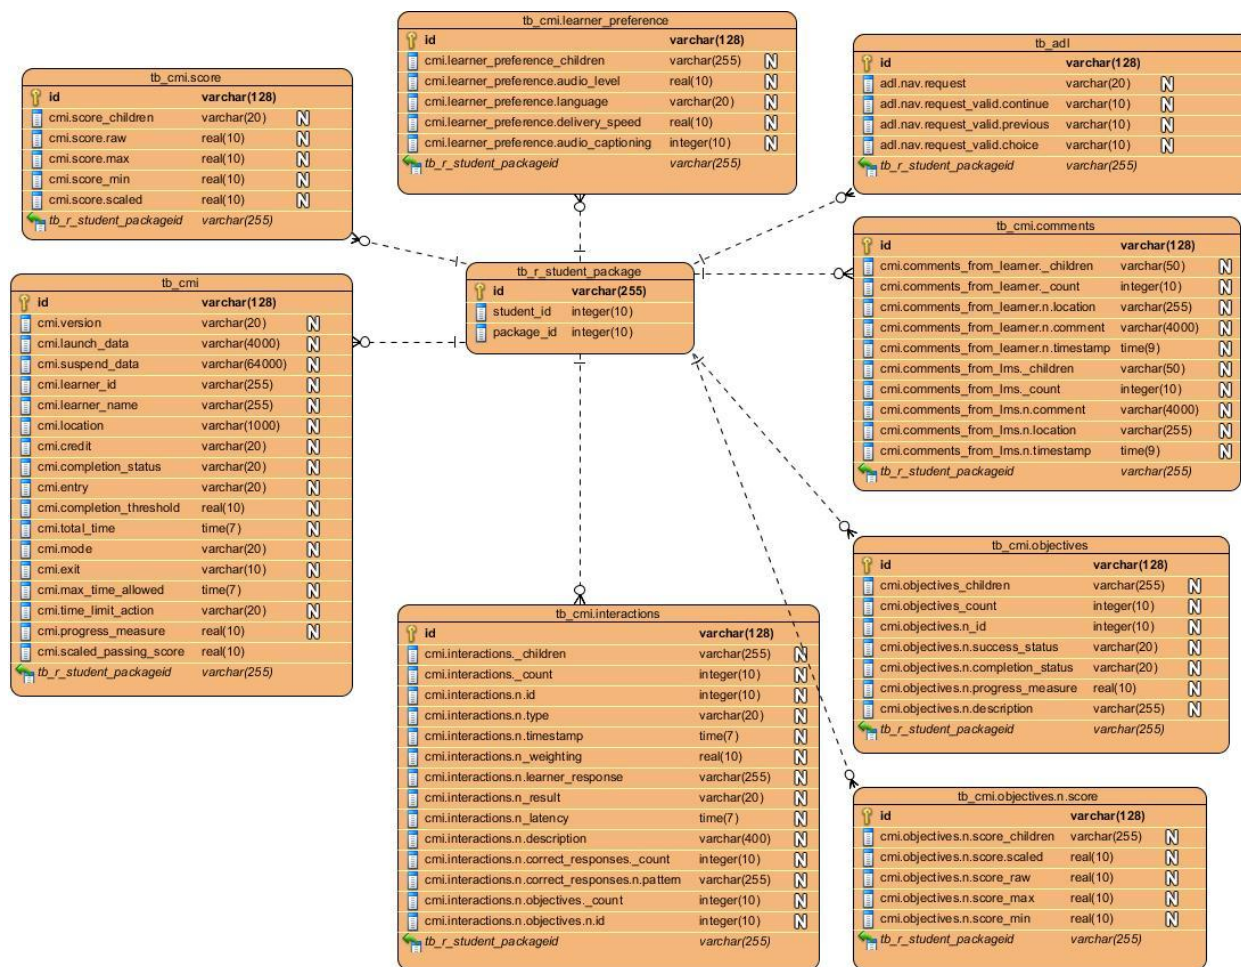 tb_cmi.learner_preference
id varchar(128)
cmi.learner_preference_children varchar(255) N
cmi.learner_preference.audio_level real(10) N
cmi.learner_preference.language varchar(20) N
cmi.learner_preference.delivery_speed real(10) N
cmi.learner_preference.audio_captioning integer(10) N
tb_r_student_packageid varchar(255)
tb_adl
id varchar(128)
adl.nav.request varchar(20) N
adl.nav.request_valid.continue varchar(10) N
adl.nav.request_valid.previous varchar(10) N
adl.nav.request_valid.choice varchar(10) N
tb_r_student_packageid varchar(255)
tb_cmi.score
id varchar(128)
cmi.score_children varchar(20) N
cmi.score.raw real(10) N
cmi.score.max real(10) N
cmi.score_min real(10) N
cmi.score.scaled real(10) N
tb_r_student_packageid varchar(255)
tb_cmi.comments
id varchar(128)
cmi.comments_from_learner._children varchar(50) N
cmi.comments_from_learner._count integer(10) N
cmi.comments_from_learner.n.location varchar(255) N
cmi.comments_from_learner.n.comment varchar(4000) N
cmi.comments_from_learner.n.timestamp time(9) N
cmi.comments_from_lms._children varchar(50) N
cmi.comments_from_lms._count integer(10) N
cmi.comments_from_lms.n.comment varchar(4000) N
cmi.comments_from_lms.n.location varchar(255) N
cmi.comments_from_lms.n.timestamp time(9) N
tb_r_student_packageid varchar(255)
tb_r_student_package
id varchar(255)
student_id integer(10)
package_id integer(10)
tb_cmi
id varchar(128)
cmi.version varchar(20) N
cmi.launch_data varchar(4000) N
cmi.suspend_data varchar(64000) N
cmi.learner_id varchar(255) N
cmi.learner_name varchar(255) N
cmi.location varchar(1000) N
cmi.credit varchar(20) N
cmi.completion_status varchar(20) N
cmi.entry varchar(20) N
cmi.completion_threshold real(10) N
cmi.total_time time(7) N
cmi.mode varchar(20) N
cmi.exit varchar(10) N
cmi.max_time_allowed time(7) N
cmi.time_limit_action varchar(20) N
cmi.progress_measure real(10) N
cmi.scaled_passing_score real(10)
tb_r_student_packageid varchar(255)
tb_cmi.objectives
id varchar(128)
cmi.objectives_children varchar(255) N
cmi.objectives_count integer(10) N
cmi.objectives.n_id integer(10) N
cmi.objectives.n.success_status varchar(20) N
cmi.objectives.n.completion_status varchar(20) N
cmi.objectives.n.progress_measure real(10) N
cmi.objectives.n.description varchar(255) N
tb_r_student_packageid varchar(255)
tb_cmi.interactions
id varchar(128)
cmi.interactions._children varchar(255) N
cmi.interactions._count integer(10) N
cmi.interactions.n.id integer(10) N
cmi.interactions.n.type varchar(20) N
cmi.interactions.n.timestamp time(7) N
cmi.interactions.n_weighting real(10) N
cmi.interactions.n.learner_response varchar(255) N
cmi.interactions.n_result varchar(20) N
cmi.interactions.n_latency time(7) N
cmi.interactions.n.description varchar(400) N
cmi.interactions.n.correct_responses._count integer(10) N
cmi.interactions.n.correct_responses.n.pattern varchar(255) N
cmi.interactions.n.objectives._count integer(10) N
cmi.interactions.n.objectives.n.id integer(10) N
tb_r_student_packageid varchar(255)
tb_cmi.objectives.n.score
id varchar(128)
cmi.objectives.n.score_children varchar(255) N
cmi.objectives.n.score.scaled real(10) N
cmi.objectives.n.score_raw real(10) N
cmi.objectives.n.score_max real(10) N
cmi.objectives.n.score_min real(10) N
tb_r_student_packageid varchar(255)